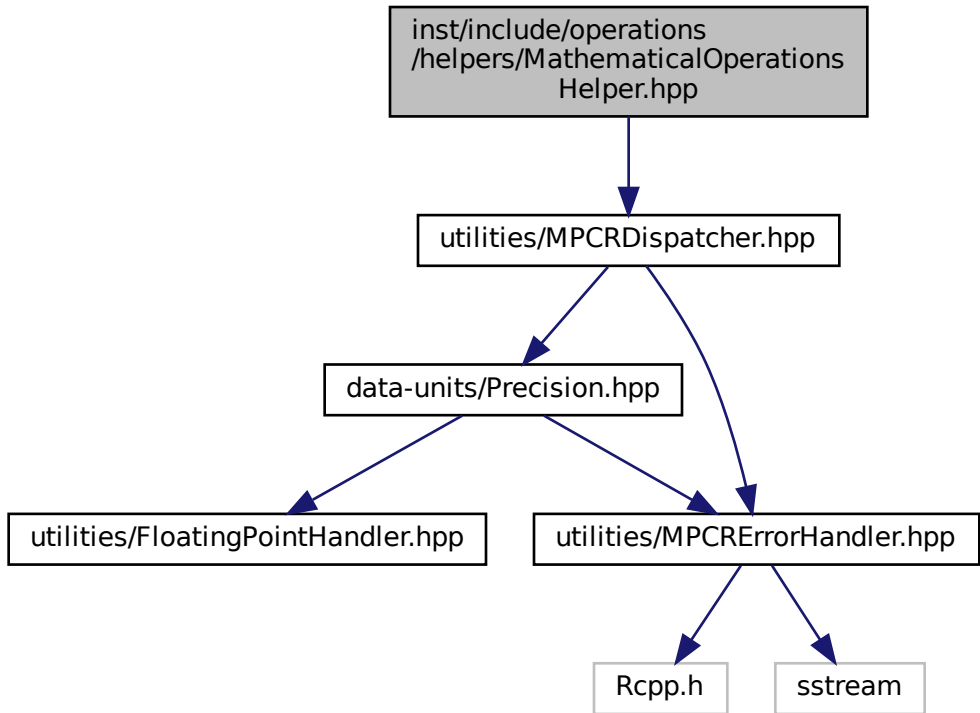 inst/include/operations
/helpers/MathematicalOperations
Helper.hpp
utilities/MPCRDispatcher.hpp
data-units/Precision.hpp
utilities/FloatingPointHandler.hpp
utilities/MPCRErrorHandler.hpp
Rcpp.h
sstream